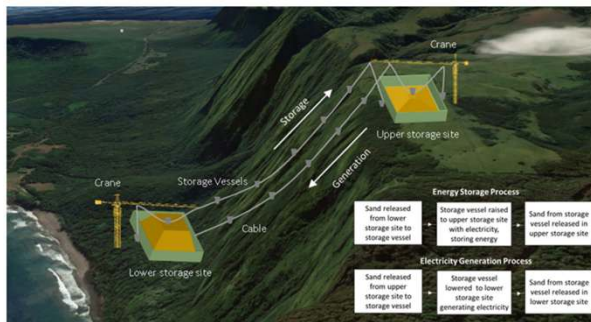 Crane
Storage
Upper storage site
Generation
Crane
Storage Vessels
Cable
Lower storage site
Energy Storage Process
Sand released
from lower
storage site to
storage vessel
Storage vessel raised
to upper storage site
with electricity,
storing energy
Sand from storage
vessel released in
upper storage site
Electricity Generation Process
Sand released
from upper
storage site to
storage vessel
Storage vessel
lowered to lower
storage site
generating electricity
Sand from storage
vessel released in
lower storage site